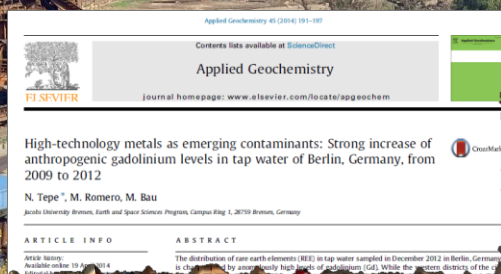 Applied Geochemistry 45 (2014) 191–197
Contents lists available at ScienceDirect
Applied Geochemistry
ELSEVIER
journal homepage: www.elsevier.com/locate/apgeochem
High-technology metals as emerging contaminants: Strong increase of
anthropogenic gadolinium levels in tap water of Berlin, Germany, from
2009 to 2012
CrossMark
N. Tepe *, M. Romero, M. Bau
Jacobs University Bremen, Earth and Space Sciences Program, Campus Ring 1, 28759 Bremen, Germany
ARTICLE INFO
ABSTRACT
Article history:
Available online 19 2014
The distribution of rare earth elements (REE) in tap water sampled in December 2012 in Berlin, German
is by high levels of gadolinium (Gd). While the western districts of the